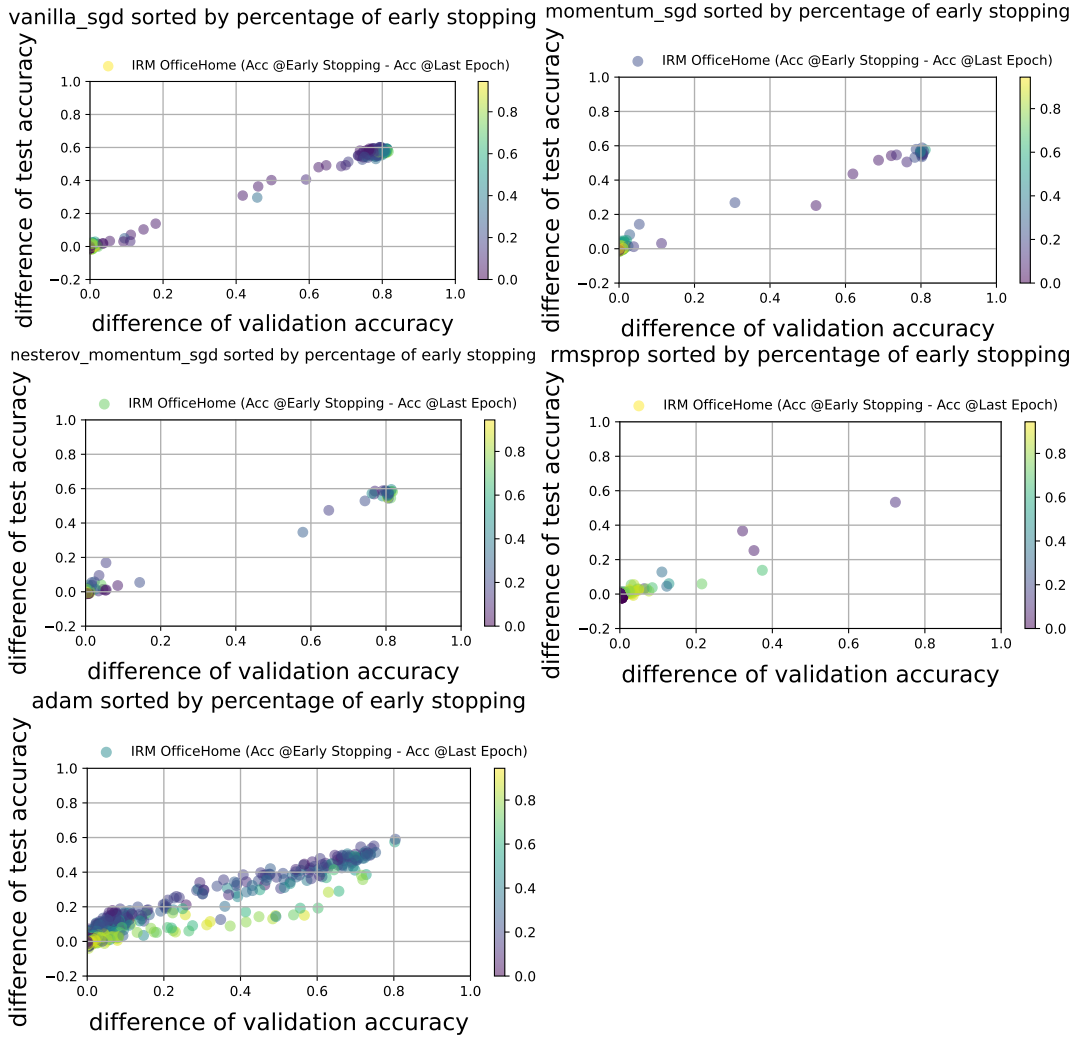 vanilla_sgd sorted by percentage of early stopping
IRM OfficeHome (Acc @Early Stopping - Acc @Last Epoch)
difference of test accuracy
1.0
0.8
0.6
0.4
0.2
0.0
−0.2
0.0 0.2 0.4 0.6 0.8 1.0
difference of validation accuracy
0.8
0.6
0.4
0.2
0.0
momentum_sgd sorted by percentage of early stopping
IRM OfficeHome (Acc @Early Stopping - Acc @Last Epoch)
difference of test accuracy
1.0
0.8
0.6
0.4
0.2
0.0
−0.2
0.0 0.2 0.4 0.6 0.8 1.0
difference of validation accuracy
0.8
0.6
0.4
0.2
0.0
nesterov_momentum_sgd sorted by percentage of early stopping
IRM OfficeHome (Acc @Early Stopping - Acc @Last Epoch)
difference of test accuracy
1.0
0.8
0.6
0.4
0.2
0.0
−0.2
0.0 0.2 0.4 0.6 0.8 1.0
difference of validation accuracy
0.8
0.6
0.4
0.2
0.0
rmsprop sorted by percentage of early stopping
IRM OfficeHome (Acc @Early Stopping - Acc @Last Epoch)
difference of test accuracy
1.0
0.8
0.6
0.4
0.2
0.0
−0.2
0.0 0.2 0.4 0.6 0.8 1.0
difference of validation accuracy
0.8
0.6
0.4
0.2
0.0
adam sorted by percentage of early stopping
IRM OfficeHome (Acc @Early Stopping - Acc @Last Epoch)
difference of test accuracy
1.0
0.8
0.6
0.4
0.2
0.0
−0.2
0.0 0.2 0.4 0.6 0.8 1.0
difference of validation accuracy
0.8
0.6
0.4
0.2
0.0